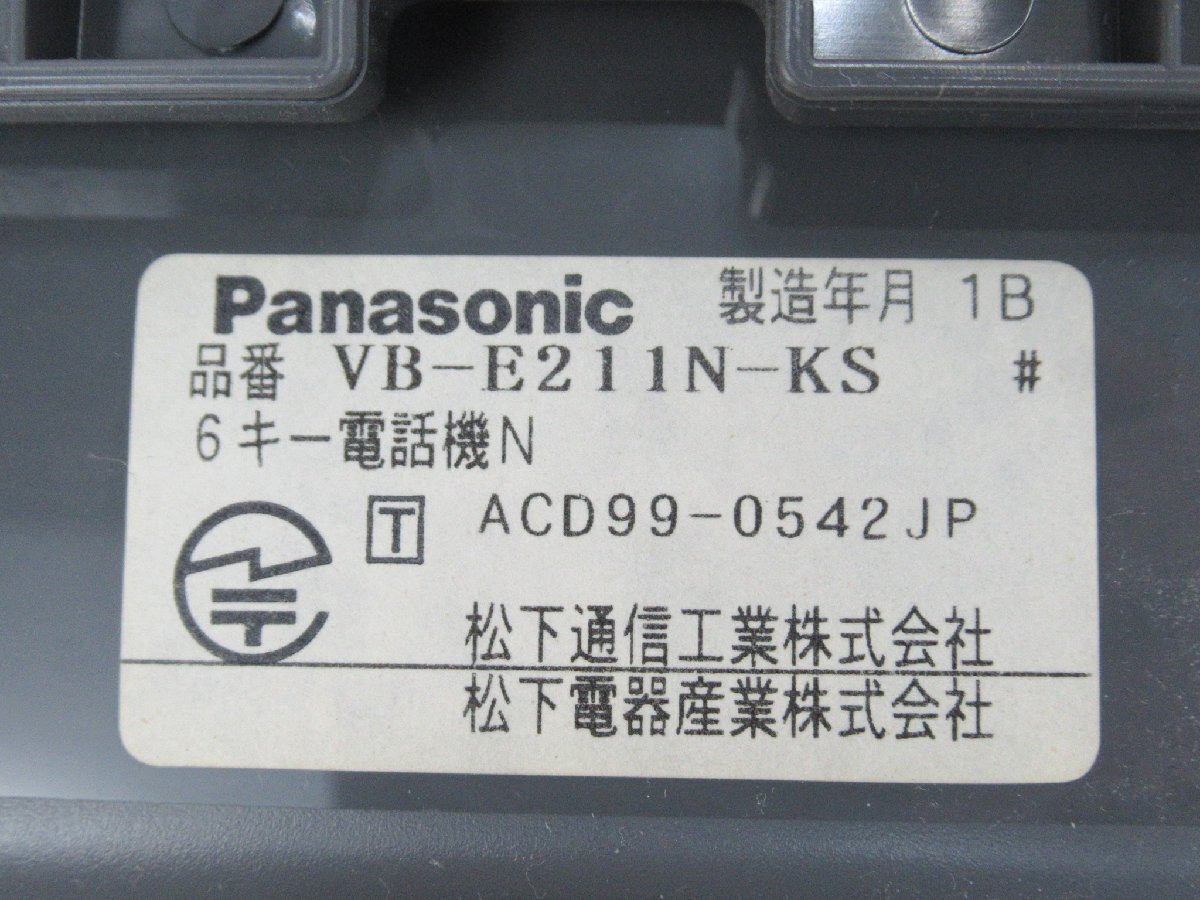 Panasonic 製造年月 1B
品番 VB-E211N-KS #
6キー電話機N
T ACD99-0542JP
松下通信工業株式会社
松下電器産業株式会社